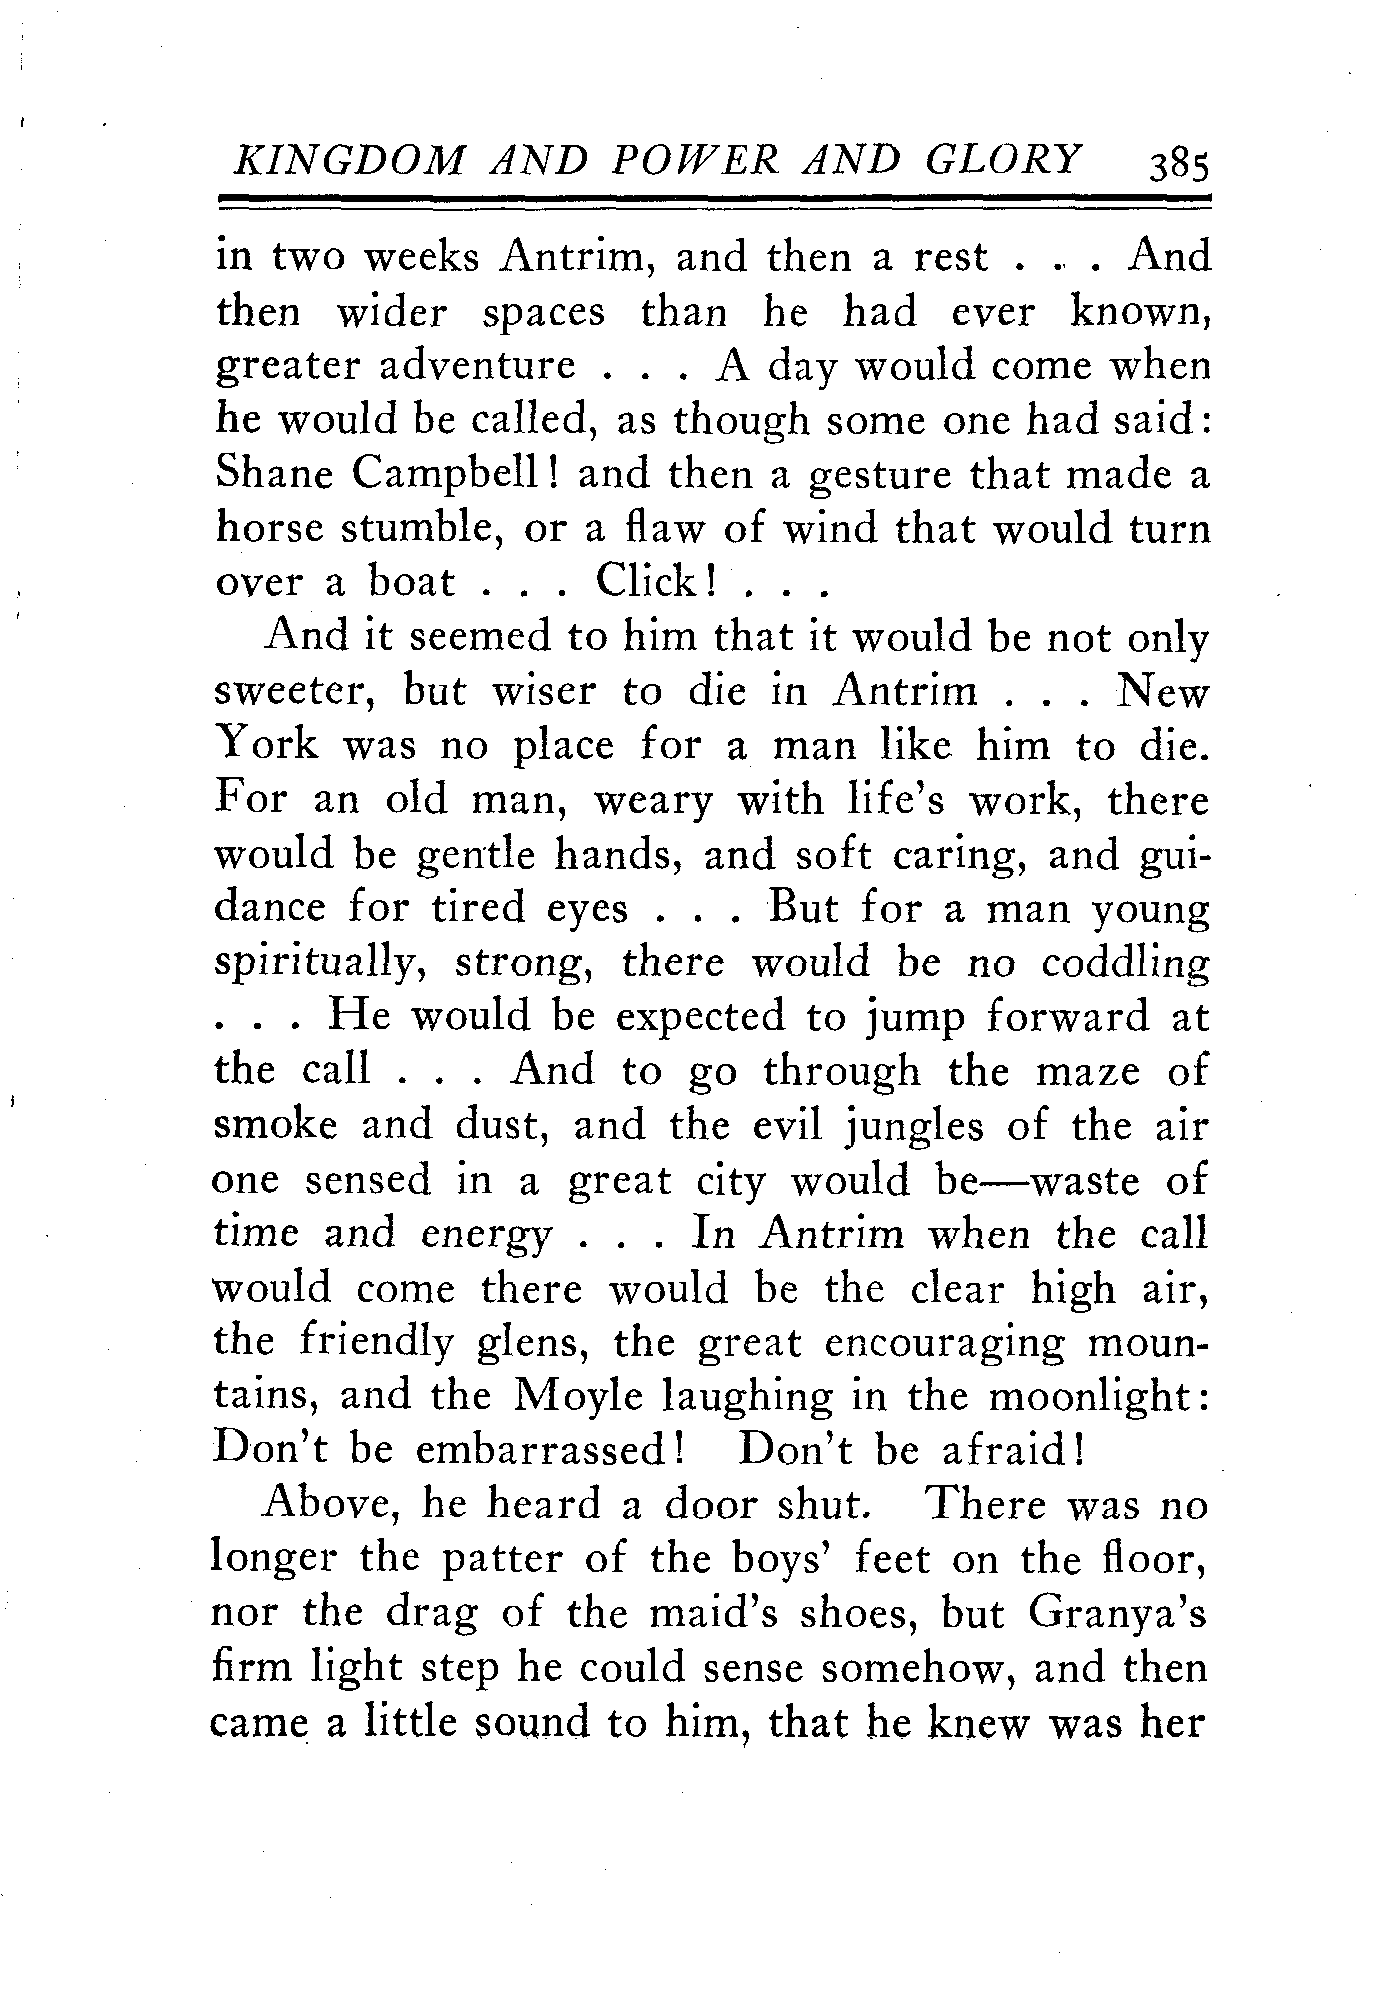 KINGDOM AND POWER AND GLORY 385
in two weeks Antrim, and then a rest . . . And
then wider spaces than he had ever known,
greater adventure . . . A day would come when
he would be called, as though some one had said:
Shane Campbell! and then a gesture that made a
horse stumble, or a flaw of wind that would turn
over a boat . . . Click! . . .
And it seemed to him that it would be not only
sweeter, but wiser to die in Antrim . . . New
York was no place for a man like him to die.
For an old man, weary with life's work, there
would be gentle hands, and soft caring, and gui-
dance for tired eyes . . . But for a man young
spiritually, strong, there would be no coddling
. . . He would be expected to jump forward at
the call . . . And to go through the maze of
smoke and dust, and the evil jungles of the air
one sensed in a great city would be—waste of
time and energy . . . In Antrim when the call
would come there would be the clear high air,
the friendly glens, the great encouraging moun-
tains, and the Moyle laughing in the moonlight:
Don't be embarrassed! Don't be afraid!
Above, he heard a door shut. There was no
longer the patter of the boys' feet on the floor,
nor the drag of the maid's shoes, but Granya's
firm light step he could sense somehow, and then
came a little sound to him, that he knew was her